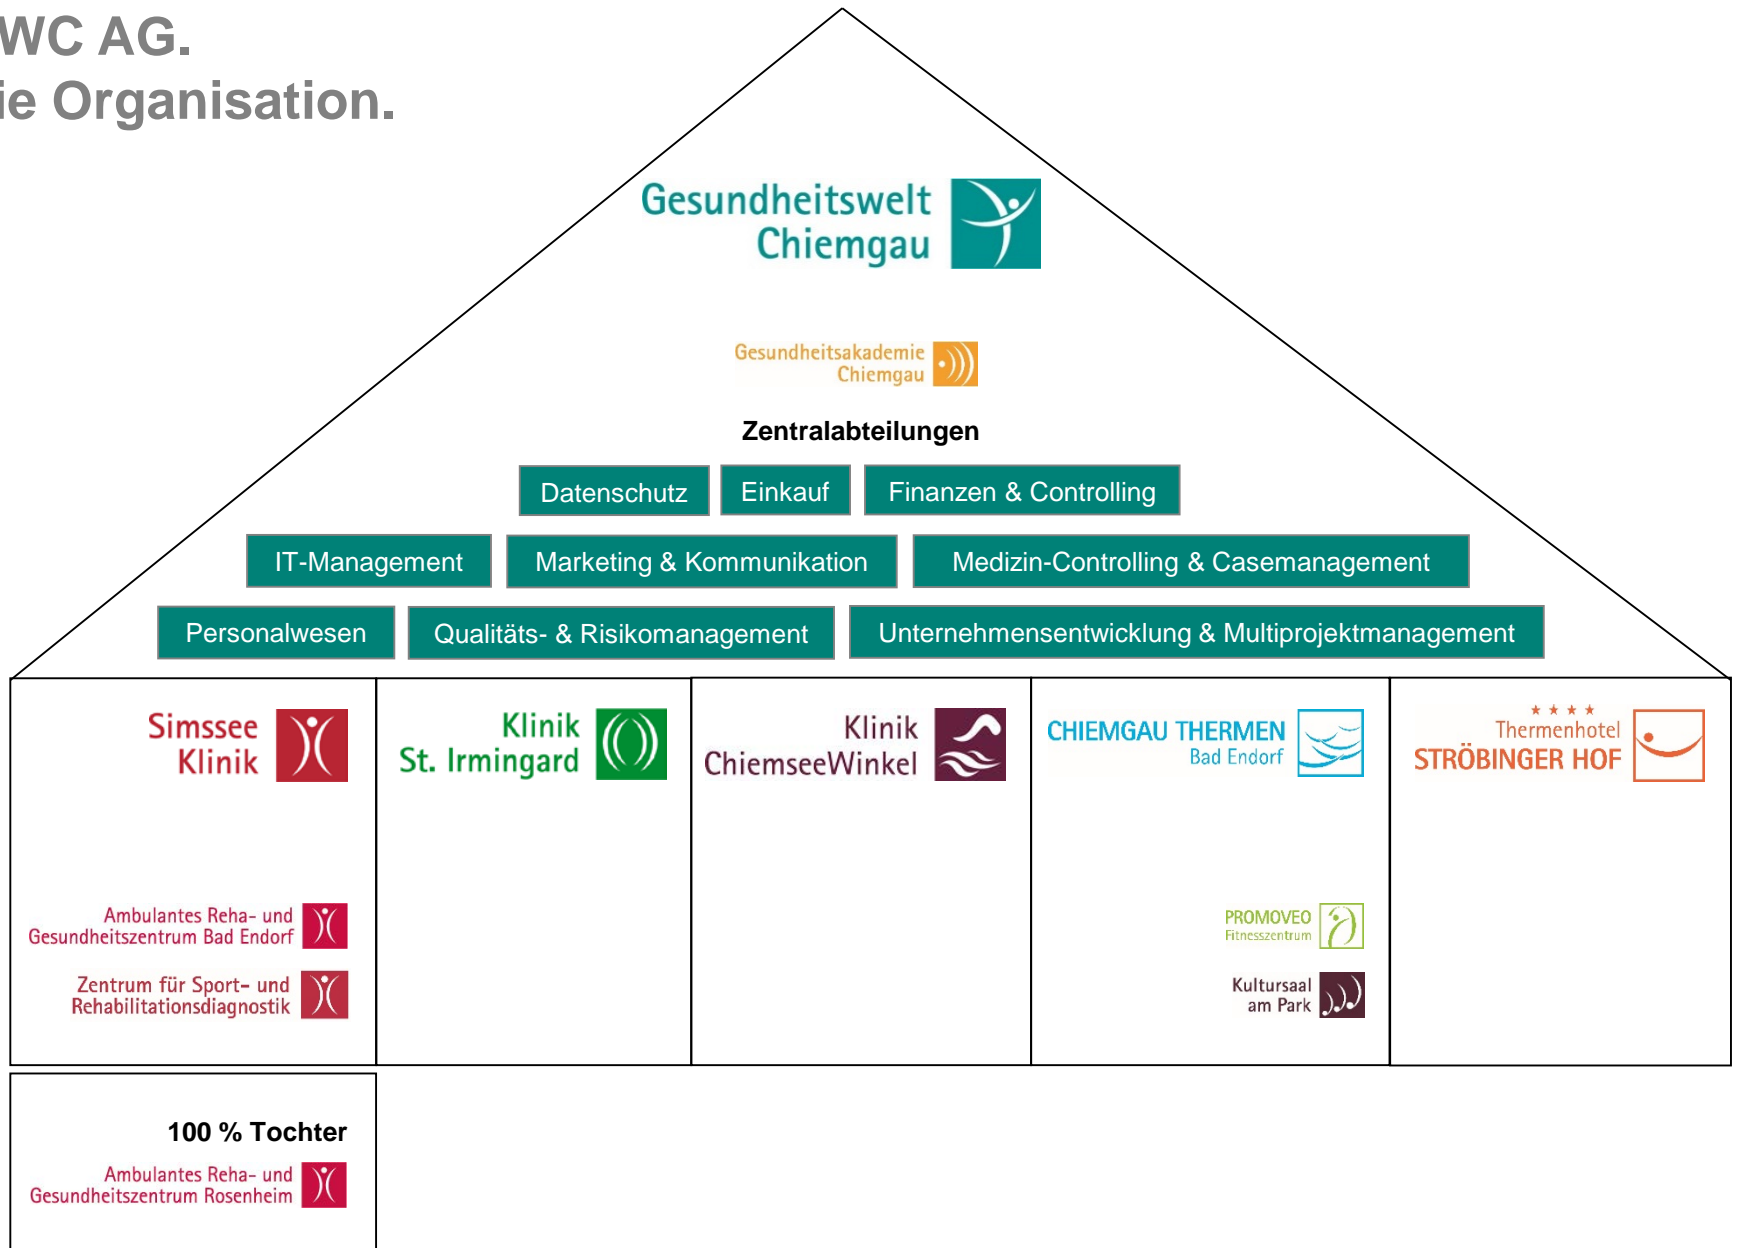 WC AG.
ie Organisation.
Gesundheitswelt
Chiemgau
Gesundheitsakademie
Chiemgau
Zentralabteilungen
Datenschutz
Einkauf
Finanzen & Controlling
IT-Management
Marketing & Kommunikation
Medizin-Controlling & Casemanagement
Personalwesen
Qualitäts- & Risikomanagement
Unternehmensentwicklung & Multiprojektmanagement
Simssee
Klinik
Ambulantes Reha- und
Gesundheitszentrum Bad Endorf
Zentrum für Sport- und
Rehabilitationsdiagnostik
Klinik
St. Irmingard
Klinik
ChiemseeWinkel
CHIEMGAU THERMEN
Bad Endorf
PROMOVEO
Fitnesszentrum
Kultursaal
am Park
★ ★ ★ ★
Thermenhotel
STRÖBINGER HOF
100 % Tochter
Ambulantes Reha- und
Gesundheitszentrum Rosenheim